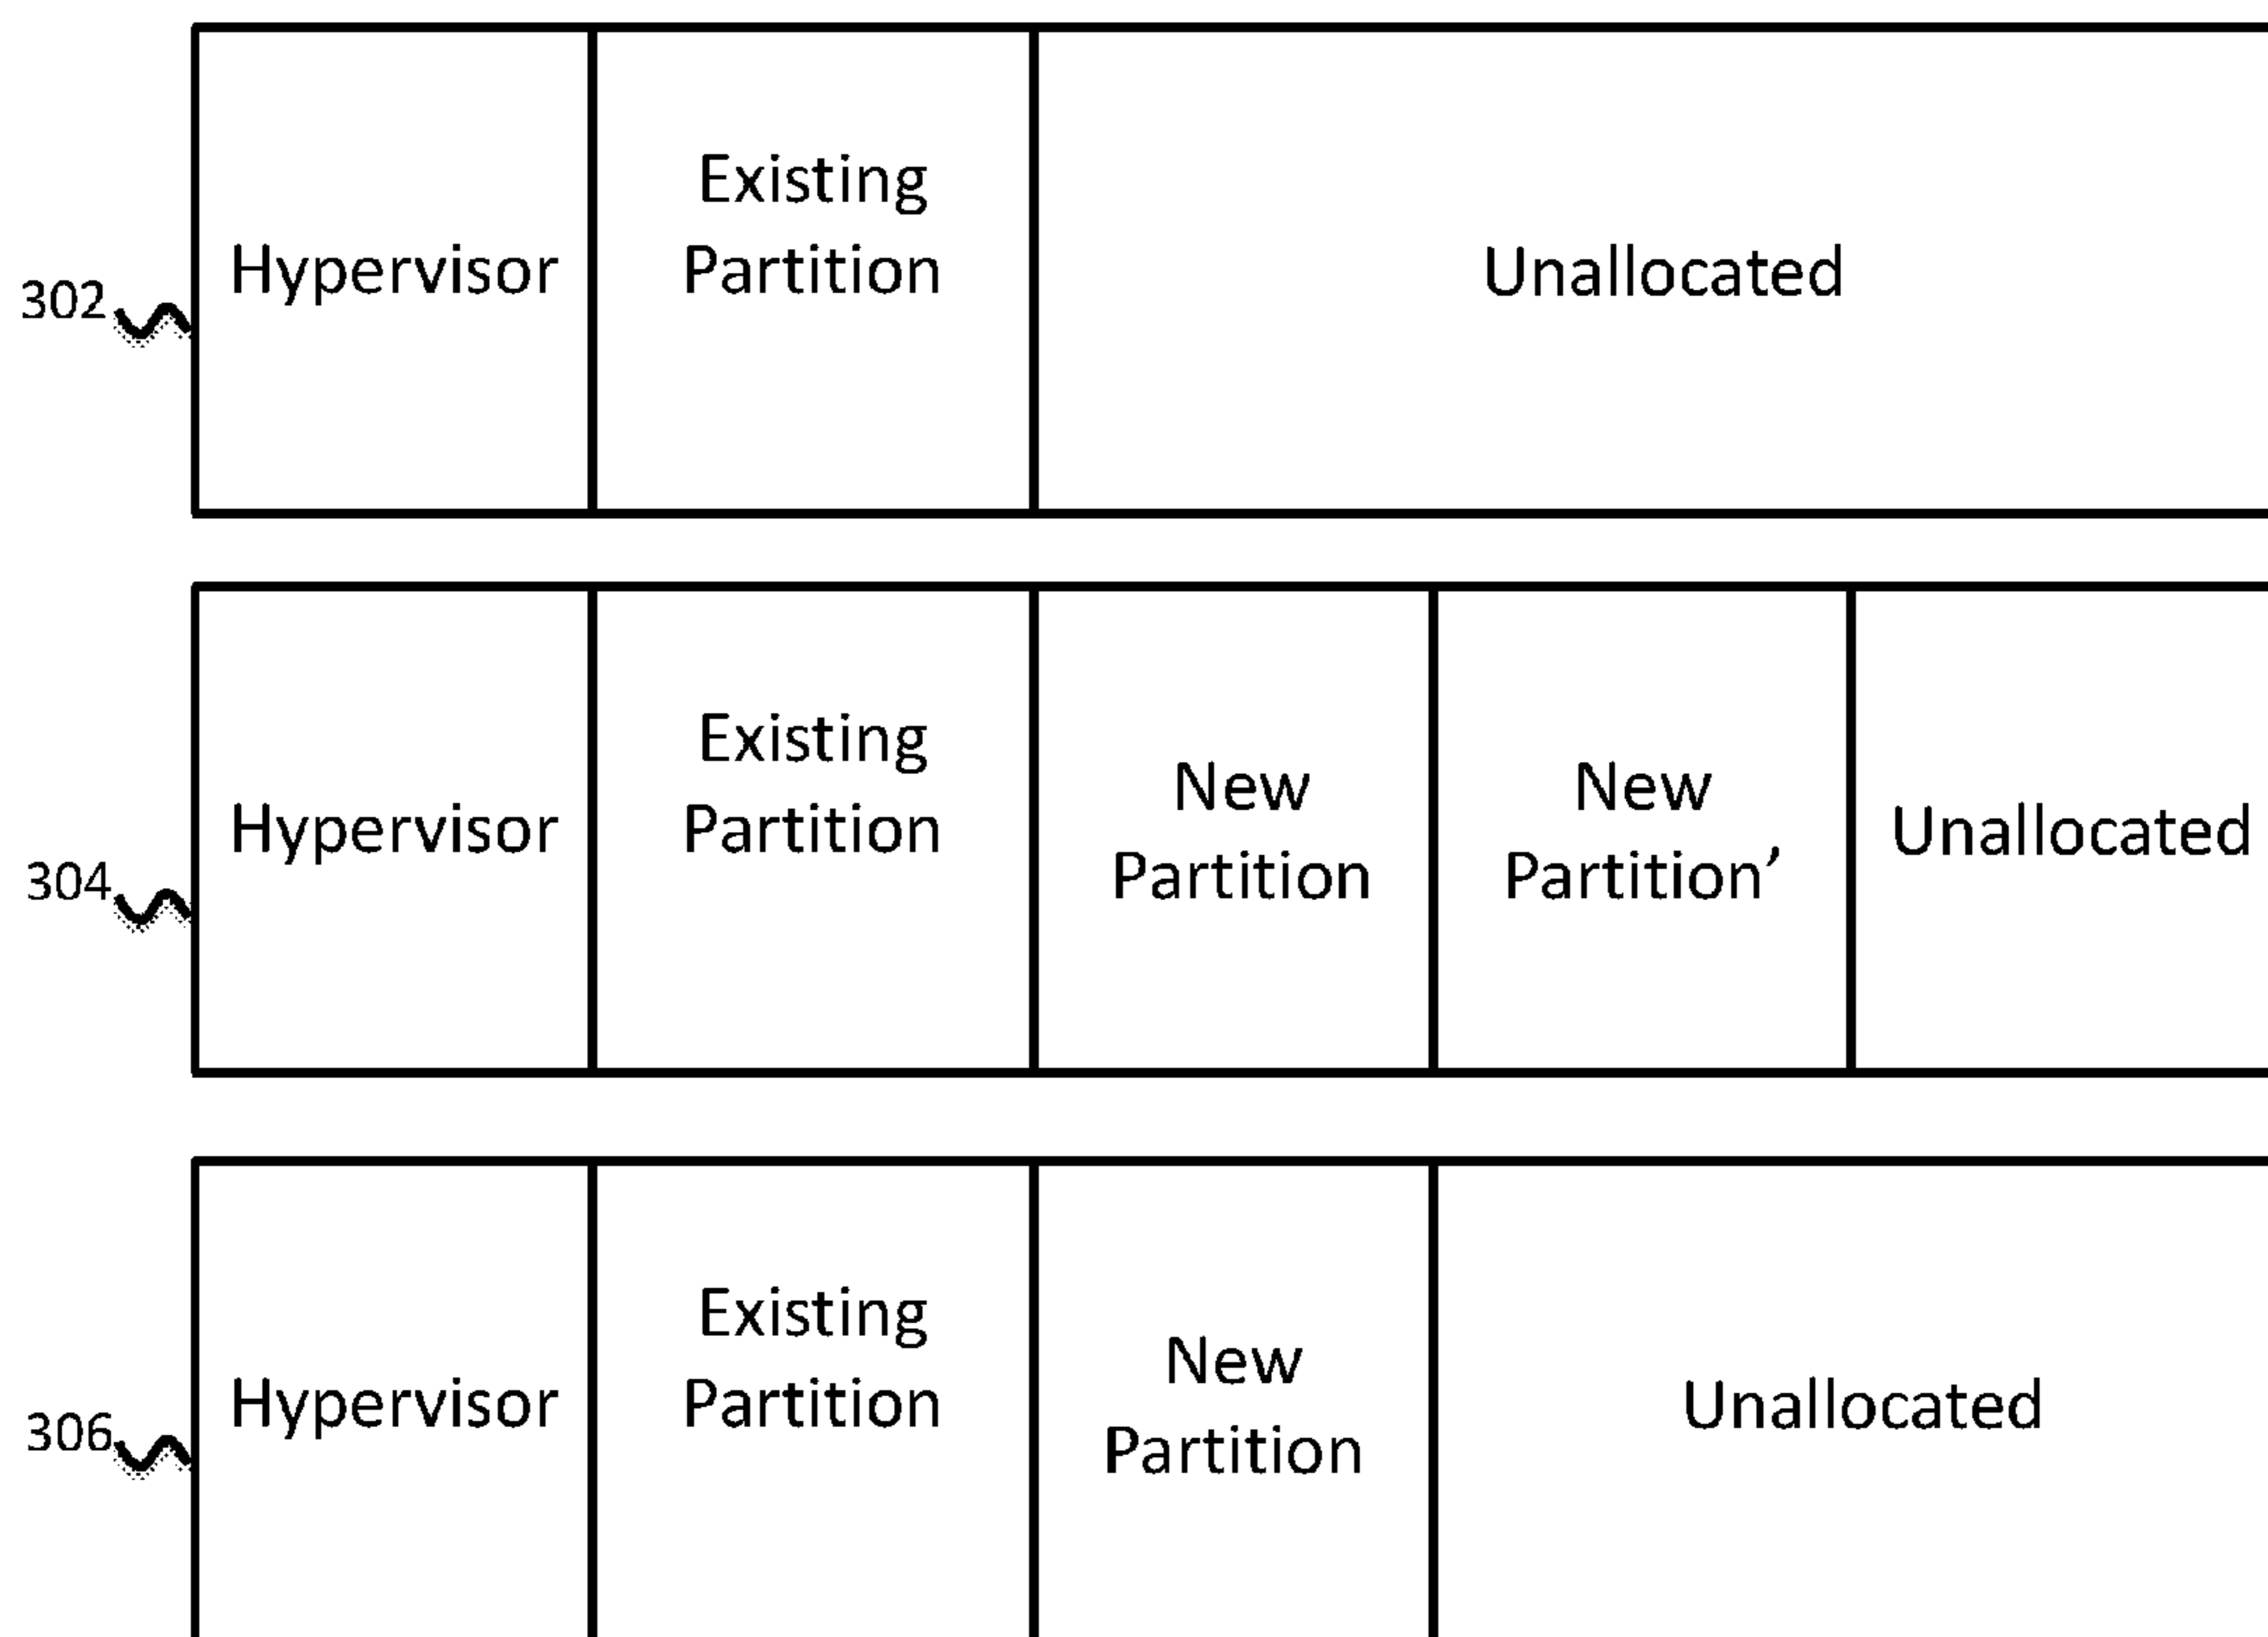 302
Hypervisor
Existing
Partition
Unallocated
304
Hypervisor
Existing
Partition
New
Partition
New
Partition’
Unallocated
306
Hypervisor
Existing
Partition
New
Partition
Unallocated